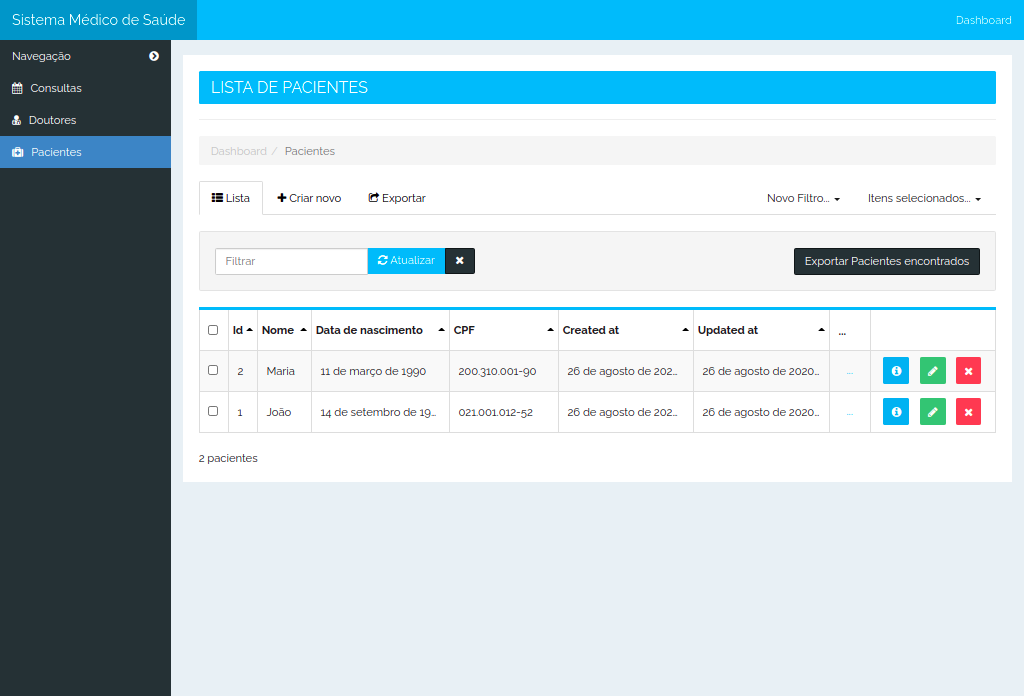 Sistema Médico de Saúde
Dashboard
Navegação
Consultas
Doutores
Pacientes
LISTA DE PACIENTES
Dashboard / Pacientes
Lista Criar novo Exportar Novo Filtro... Itens selecionados...
Filtrar Atualizar Exportar Pacientes encontrados
Id Nome Data de nascimento CPF Created at Updated at ...
2 Maria 11 de março de 1990 200.310.001-90 26 de agosto de 202... 26 de agosto de 2020... ...
1 João 14 de setembro de 19... 021.001.012-52 26 de agosto de 202... 26 de agosto de 2020... ...
2 pacientes